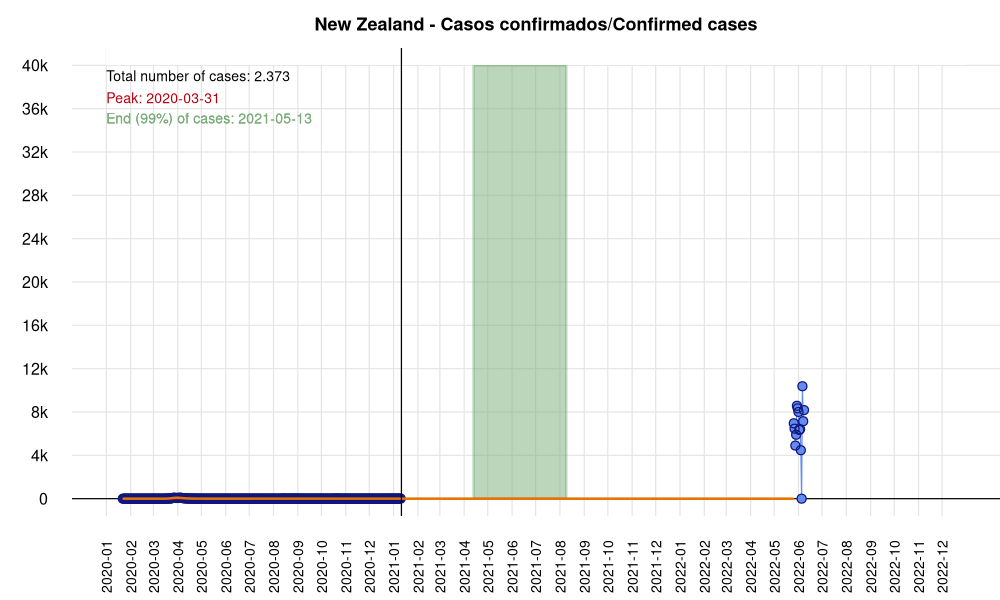 New Zealand - Casos confirmados/Confirmed cases
40k
Total number of cases: 2.373
Peak: 2020-03-31
36k
End (99%) of cases: 2021-05-13
32k
28k
24k
20k
16k
12k
8k
4k
0
2020-01
2020-02
2020-03
2020-04
2020-05
2020-06
2020-07
2020-08
2020-09
2020-10
2020-11
2020-12
2021-01
2021-02
2021-03
2021-04
2021-05
2021-06
2021-07
2021-08
2021-09
2021-10
2021-11
2021-12
2022-01
2022-02
2022-03
2022-04
2022-05
2022-06
2022-07
2022-08
2022-09
2022-10
2022-11
2022-12